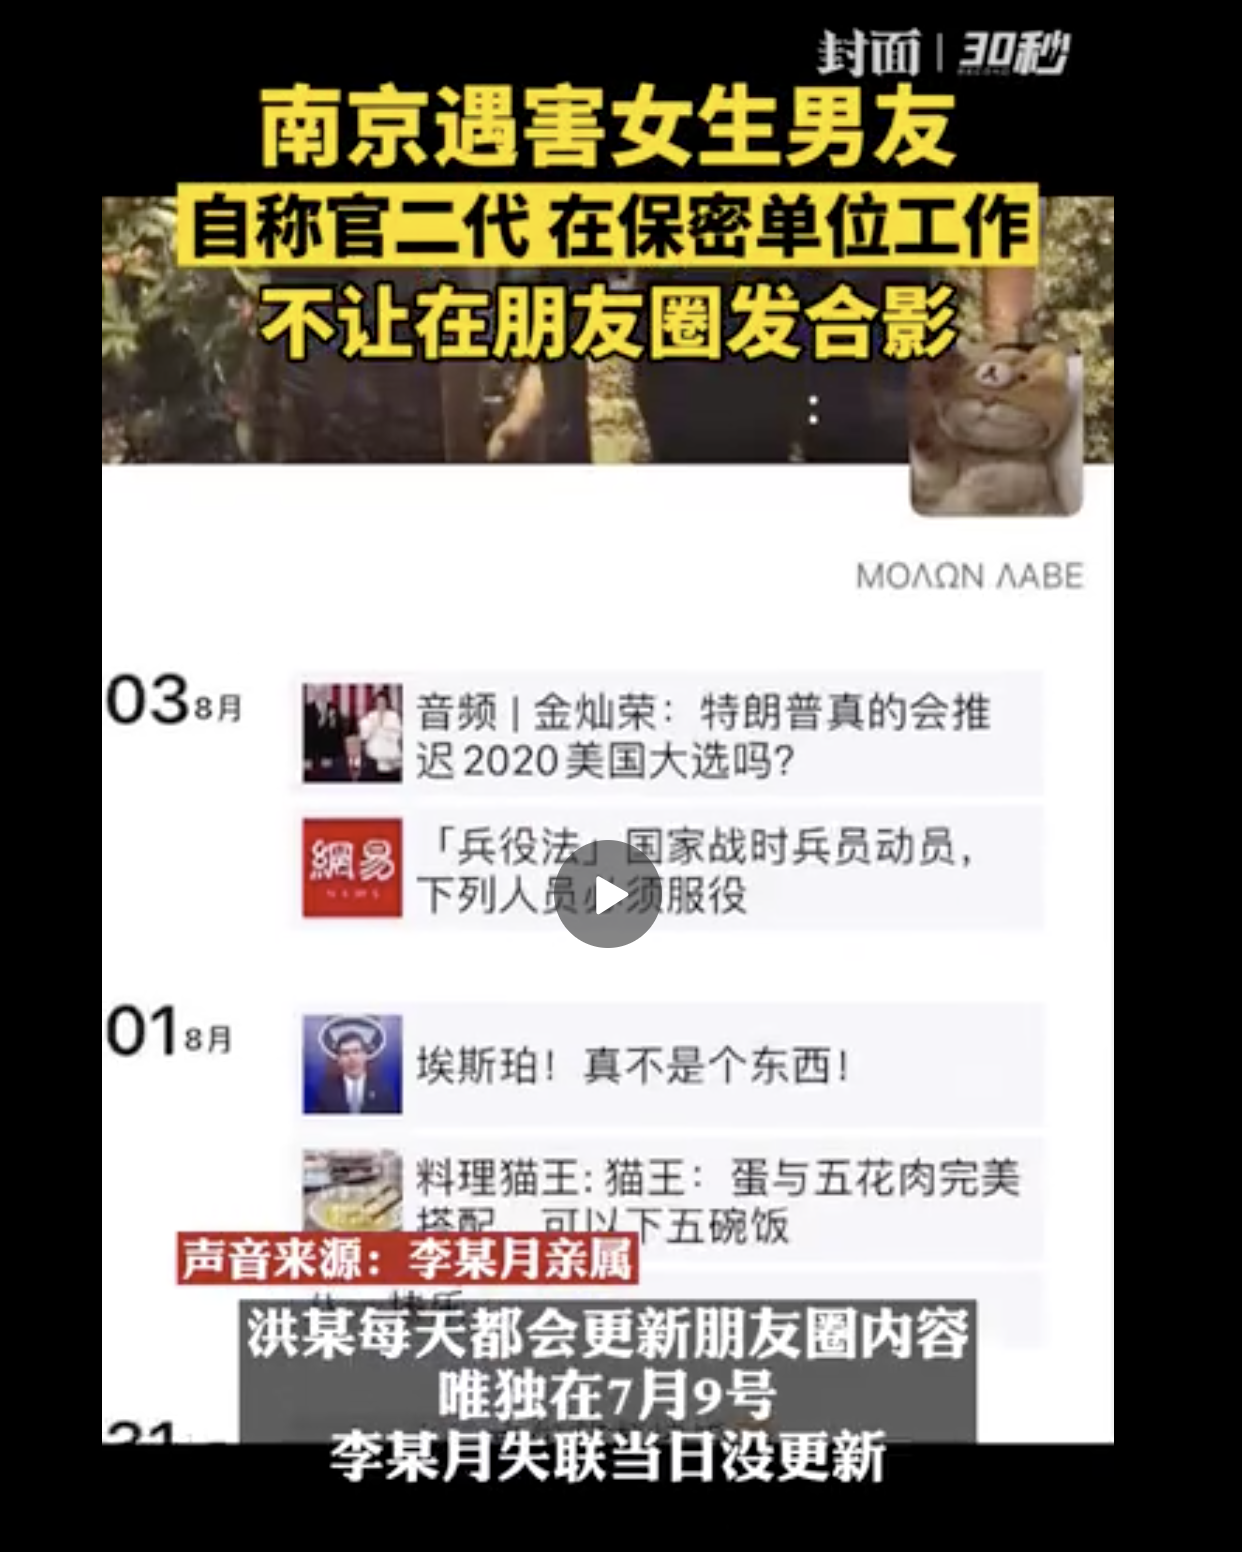 封面 | 30秒
南京遇害女生男友
自称官二代 在保密单位工作
不让在朋友圈发合影
ΜΟΛΩΝ ΛΑΒΕ
03 8月
音频 | 金灿荣：特朗普真的会推
迟2020美国大选吗？
網易
NEWS
「兵役法」国家战时兵员动员，
下列人员必须服役
01 8月
埃斯珀！真不是个东西！
料理猫王: 猫王：蛋与五花肉完美
搭配，可以下五碗饭
声音来源：李某月亲属
洪某每天都会更新朋友圈内容
唯独在7月9号
李某月失联当日没更新
31